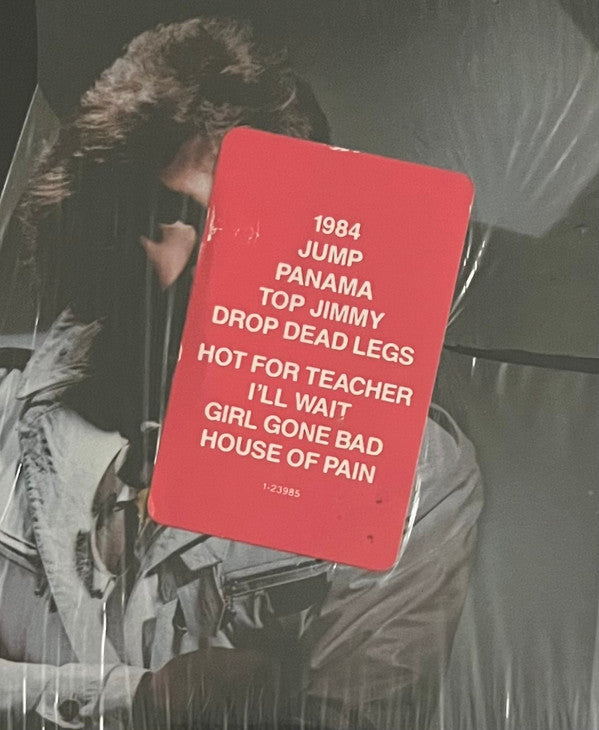 1984
JUMP
PANAMA
TOP JIMMY
DROP DEAD LEGS
HOT FOR TEACHER
I'LL WAIT
GIRL GONE BAD
HOUSE OF PAIN
1-23985